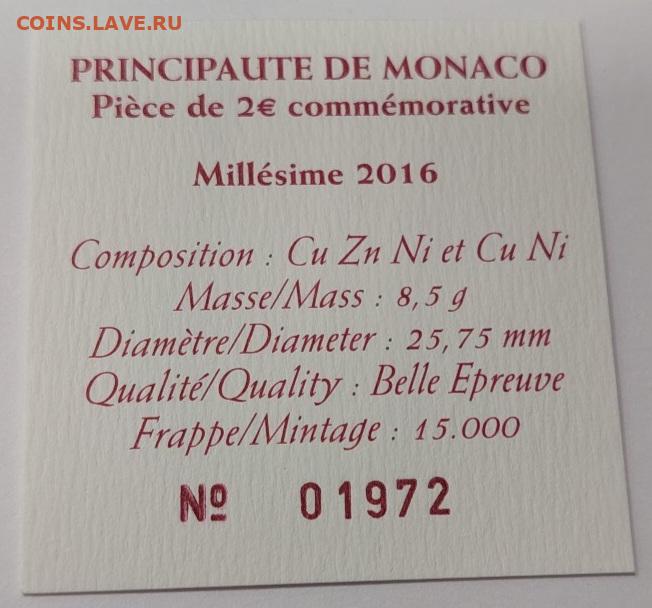 COINS.LAVE.RU
PRINCIPAUTE DE MONACO
Pièce de 2€ commémorative
Millésime 2016
Composition : Cu Zn Ni et Cu Ni
Masse/Mass : 8,5 g
Diamètre/Diameter : 25,75 mm
Qualité/Quality : Belle Epreuve
Frappe/Mintage : 15.000
Nº 01972